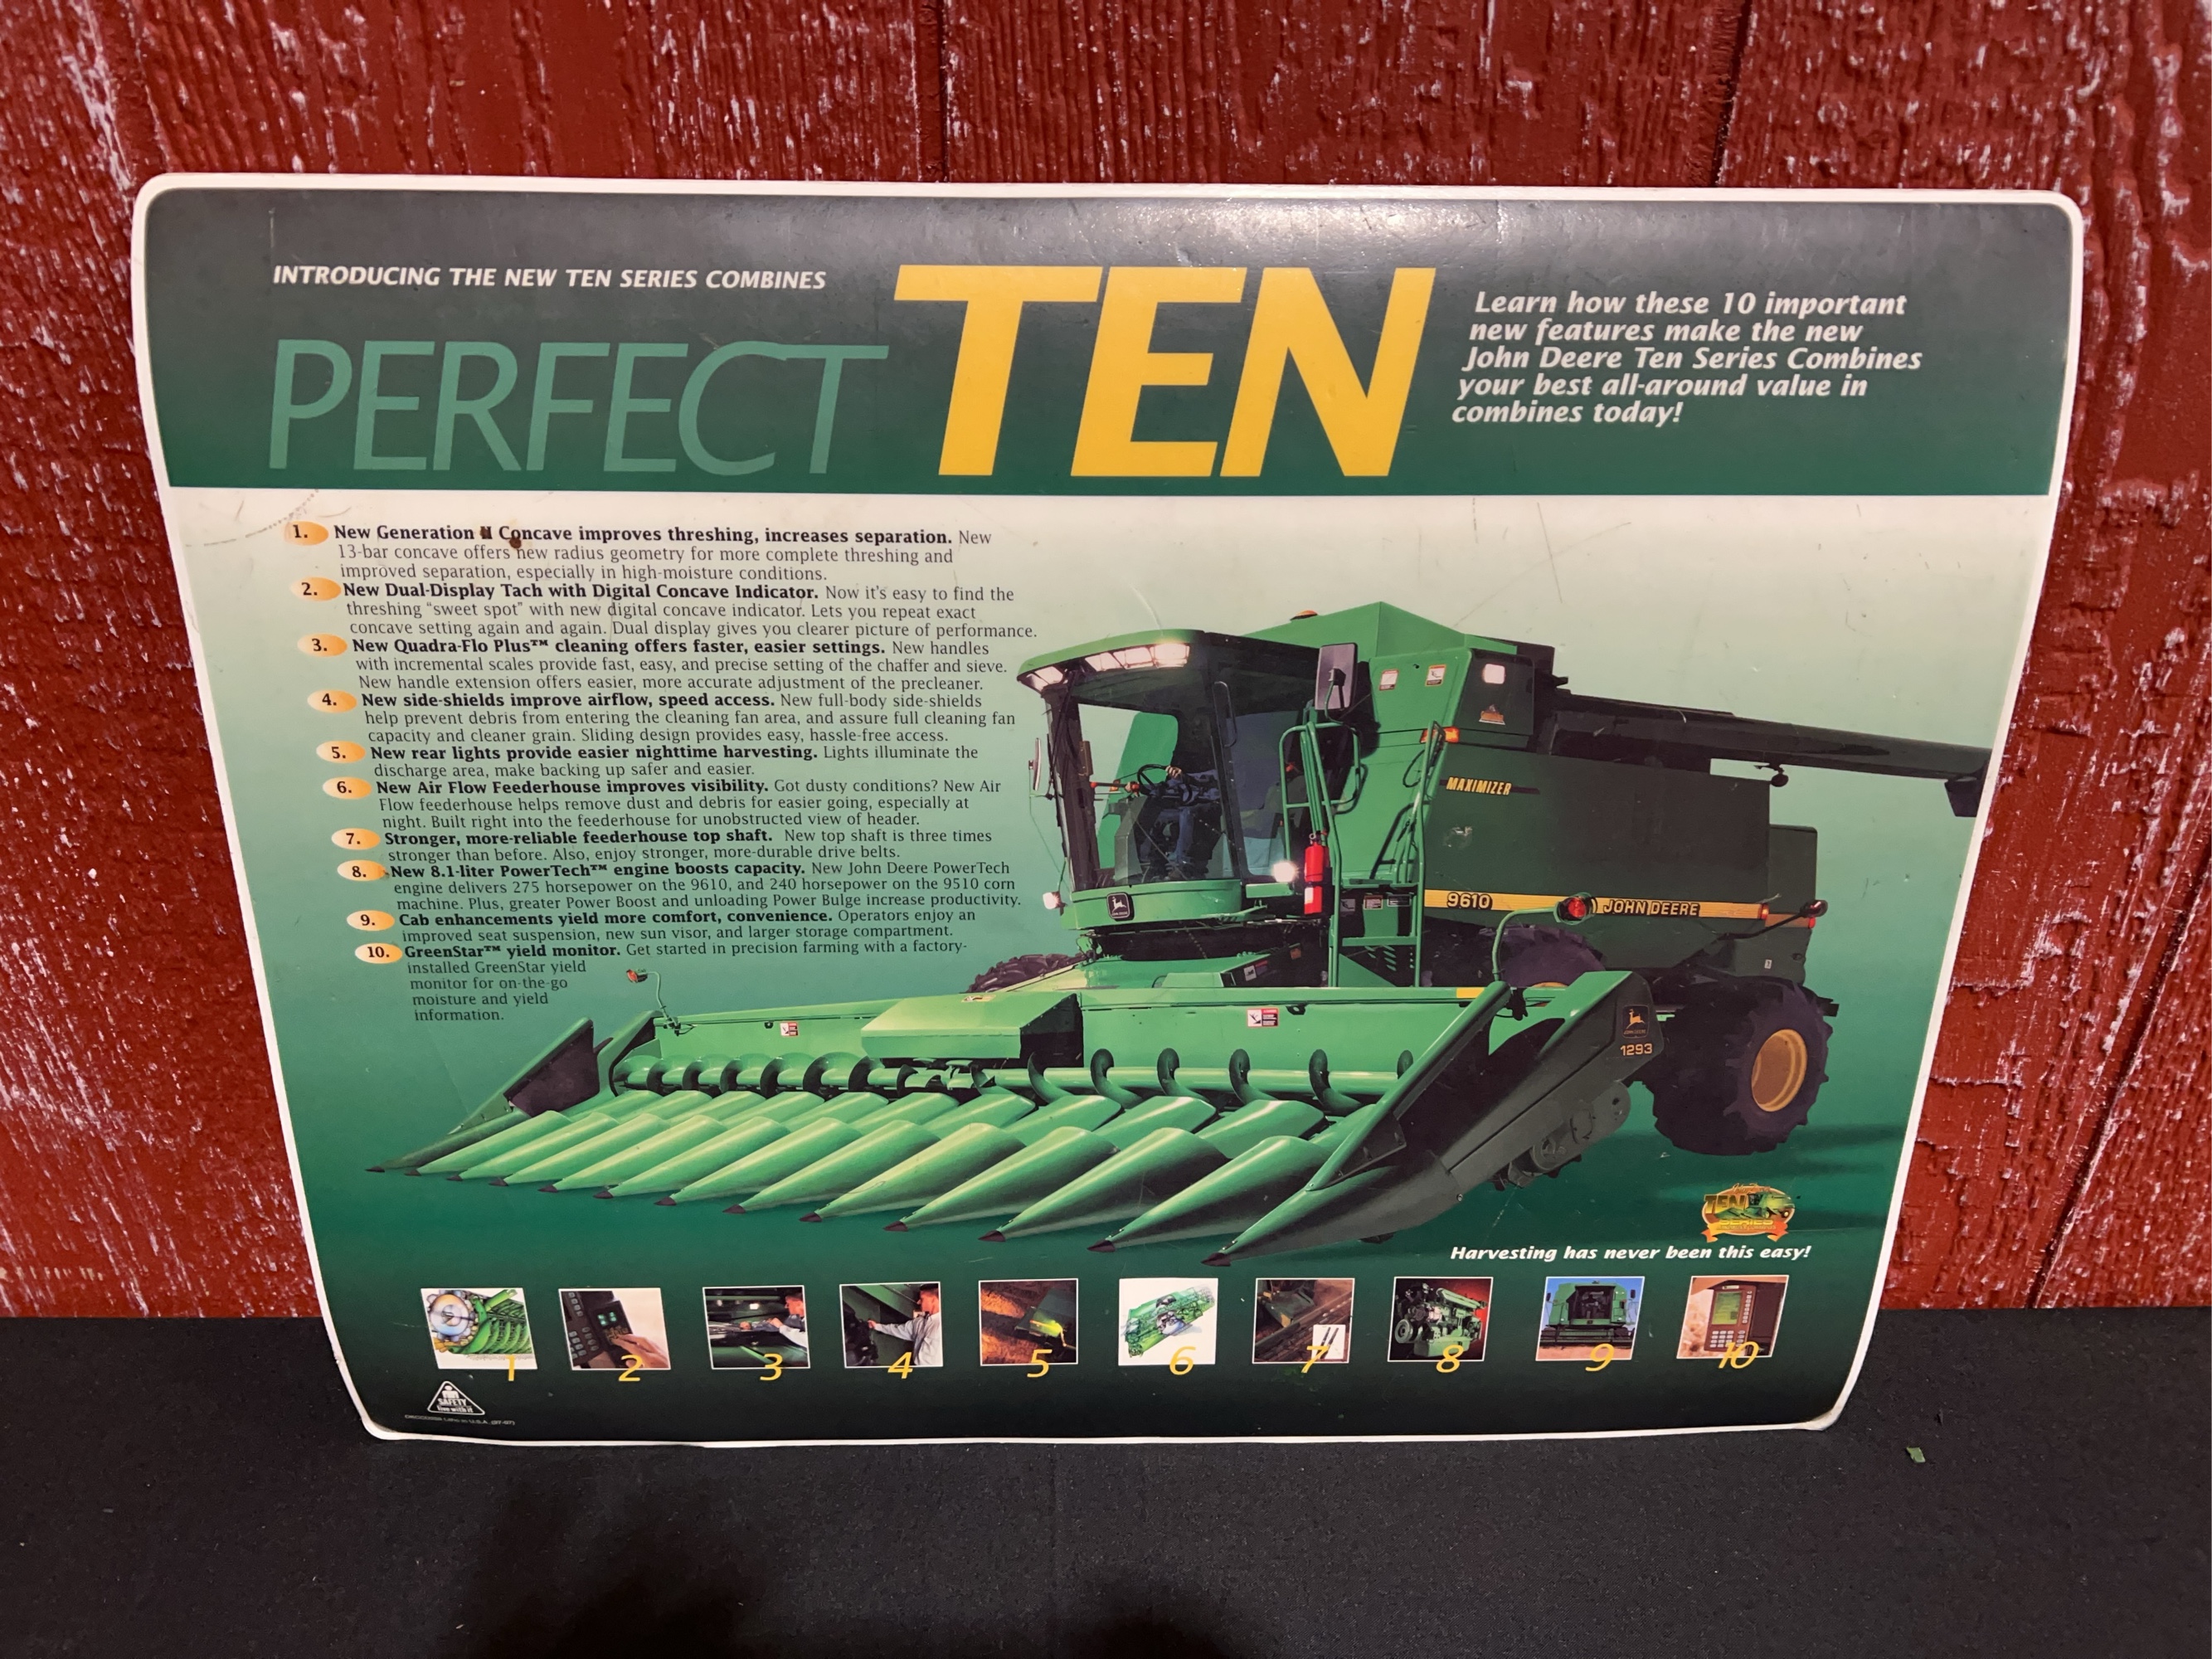 INTRODUCING THE NEW TEN SERIES COMBINES
PERFECT TEN
Learn how these 10 important
new features make the new
John Deere Ten Series Combines
your best all-around value in
combines today!
1. New Generation II Concave improves threshing, increases separation. New
13-bar concave offers new radius geometry for more complete threshing and
improved separation, especially in high-moisture conditions.
2. New Dual-Display Tach with Digital Concave Indicator. Now it's easy to find the
threshing "sweet spot" with new digital concave indicator. Lets you repeat exact
concave setting again and again. Dual display gives you clearer picture of performance.
3. New Quadra-Flo Plus™ cleaning offers faster, easier settings. New handles
with incremental scales provide fast, easy, and precise setting of the chaffer and sieve.
New handle extension offers easier, more accurate adjustment of the precleaner.
4. New side-shields improve airflow, speed access. New full-body side-shields
help prevent debris from entering the cleaning fan area, and assure full cleaning fan
capacity and cleaner grain. Sliding design provides easy, hassle-free access.
5. New rear lights provide easier nighttime harvesting. Lights illuminate the
discharge area, make backing up safer and easier.
6. New Air Flow Feederhouse improves visibility. Got dusty conditions? New Air
Flow feederhouse helps remove dust and debris for easier going, especially at
night. Built right into the feederhouse for unobstructed view of header.
7. Stronger, more-reliable feederhouse top shaft. New top shaft is three times
stronger than before. Also, enjoy stronger, more-durable drive belts.
8. New 8.1-liter PowerTech™ engine boosts capacity. New John Deere PowerTech
engine delivers 275 horsepower on the 9610, and 240 horsepower on the 9510 corn
machine. Plus, greater Power Boost and unloading Power Bulge increase productivity.
9. Cab enhancements yield more comfort, convenience. Operators enjoy an
improved seat suspension, new sun visor, and larger storage compartment.
10. GreenStar™ yield monitor. Get started in precision farming with a factory-
installed GreenStar yield
monitor for on-the-go
moisture and yield
information.
MAXIMIZER
9610 JOHN DEERE
JOHN DEERE
1293
TEN
SERIES
Harvesting has never been this easy!
1 2 3 4 5 6 7 8 9 10
SAFETY
Live with it
Litho in U.S.A. (97-07)